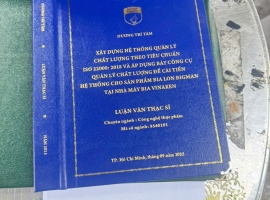 HƯƠNG TRÍ TÂM
XÂY DỰNG HỆ THỐNG QUẢN LÝ
CHẤT LƯỢNG THEO TIÊU CHUẨN
ISO 22000: 2018 VÀ ÁP DỤNG BẢY CÔNG CỤ
QUẢN LÝ CHẤT LƯỢNG ĐỂ CẢI TIẾN
HỆ THỐNG CHO SẢN PHẨM BIA LON BIGMAN
TẠI NHÀ MÁY BIA VINAKEN
LUẬN VĂN THẠC SĨ
Chuyên ngành : Công nghệ thực phẩm
Mã số ngành: 8540101
TP. Hồ Chí Minh, tháng 09 năm 2022